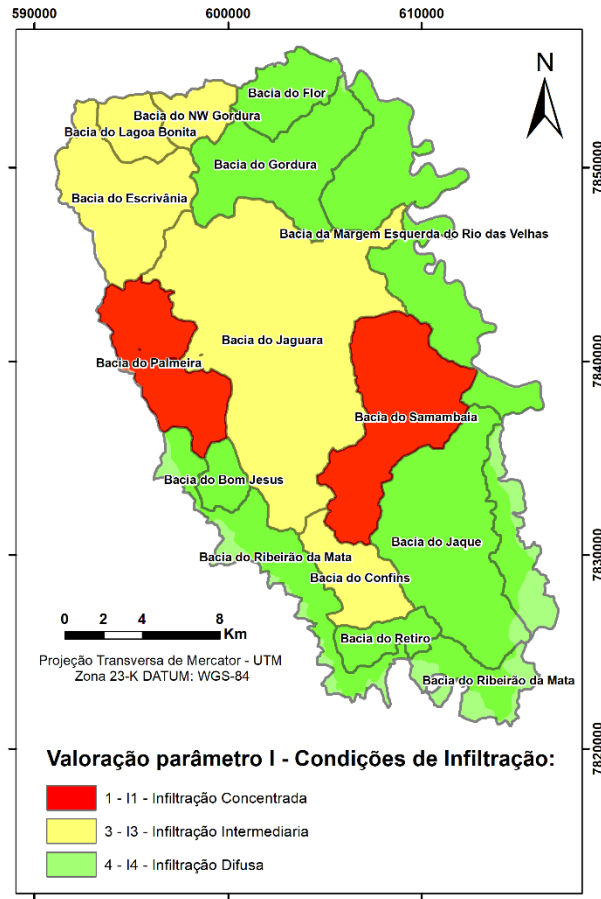 590000 600000 610000
N
Bacia do Flor
Bacia do NW Gordura
Bacia do Lagoa Bonita
Bacia do Gordura
7850000
Bacia do Escrivânia
Bacia da Margem Esquerda do Rio das Velhas
Bacia do Jaguara
7840000
Bacia do Palmeira
Bacia do Samambaia
Bacia do Bom Jesus
Bacia do Jaque
Bacia do Ribeirão da Mata
7830000
Bacia do Confins
0 2 4 8
Km
Bacia do Retiro
Projeção Transversa de Mercator - UTM
Zona 23-K DATUM: WGS-84
Bacia do Ribeirão da Mata
7820000
Valoração parâmetro I - Condições de Infiltração:
1 - I1 - Infiltração Concentrada
3 - I3 - Infiltração Intermediaria
4 - I4 - Infiltração Difusa
590000 600000 610000